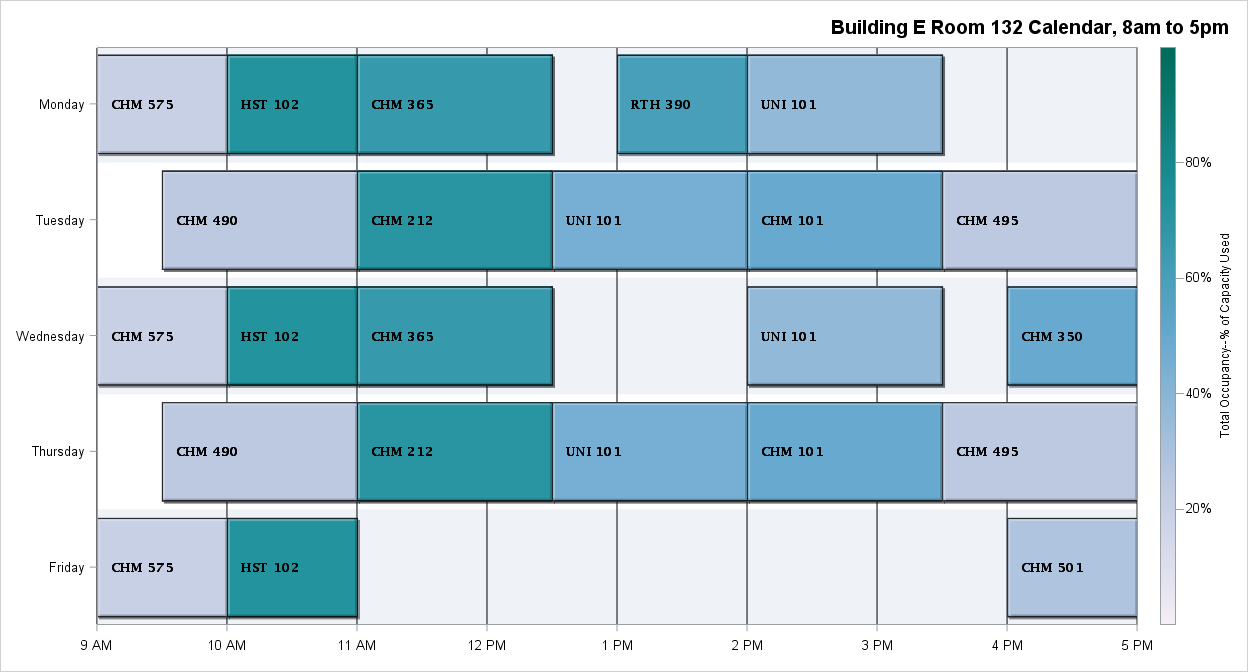 Building E Room 132 Calendar, 8am to 5pm
Monday
CHM 575
HST 102
CHM 365
RTH 390
UNI 101
Tuesday
CHM 490
CHM 212
UNI 101
CHM 101
CHM 495
Wednesday
CHM 575
HST 102
CHM 365
UNI 101
CHM 350
Thursday
CHM 490
CHM 212
UNI 101
CHM 101
CHM 495
Friday
CHM 575
HST 102
CHM 501
9 AM
10 AM
11 AM
12 PM
1 PM
2 PM
3 PM
4 PM
5 PM
80%
60%
40%
20%
Total Occupancy--% of Capacity Used